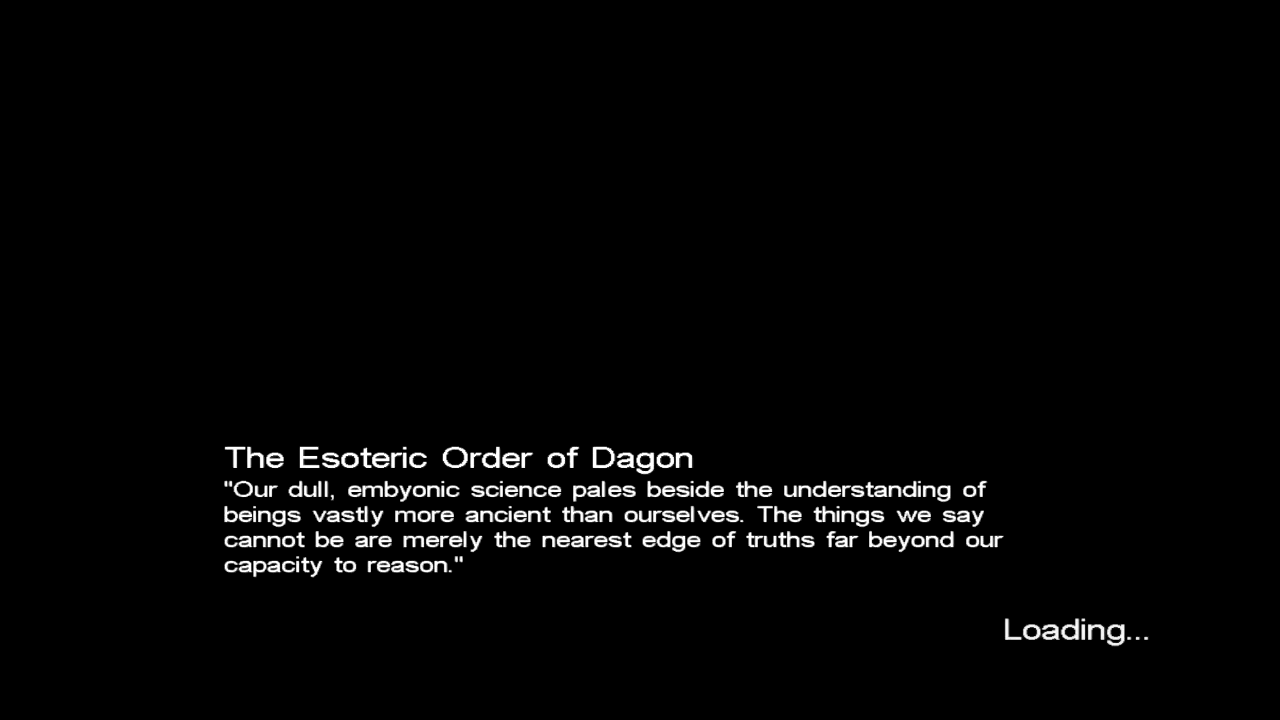 The Esoteric Order of Dagon
"Our dull, embyonic science pales beside the understanding of
beings vastly more ancient than ourselves. The things we say
cannot be are merely the nearest edge of truths far beyond our
capacity to reason."
Loading...